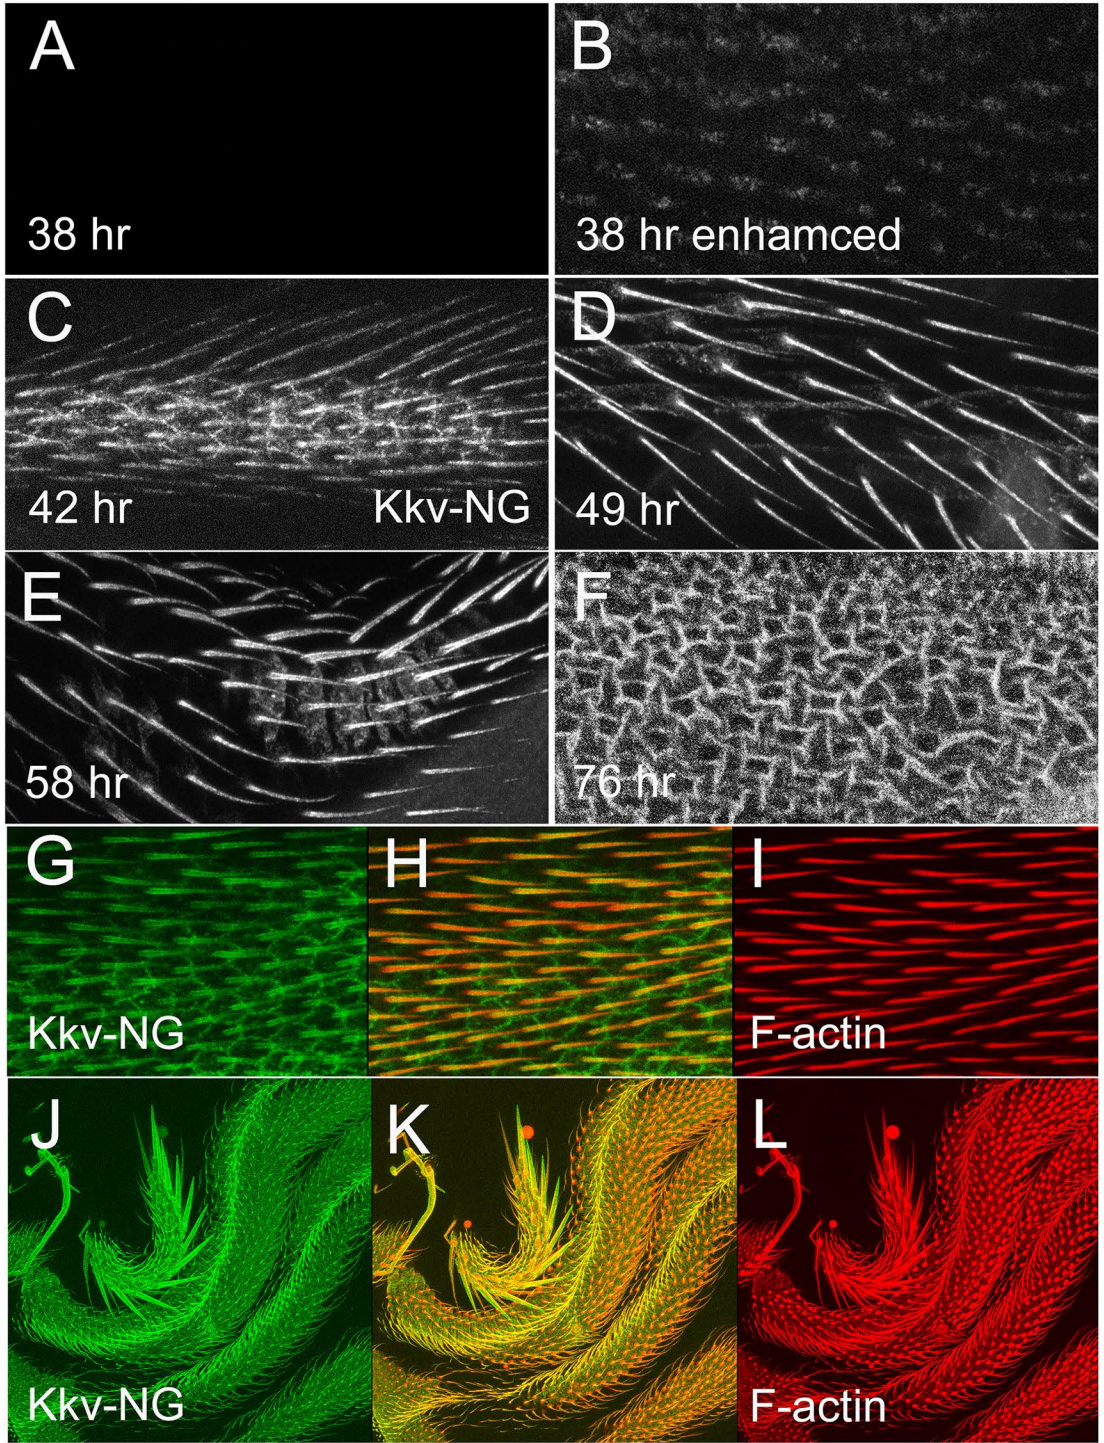 A
38 hr
B
38 hr enhamced
C
42 hr
Kkv-NG
D
49 hr
E
58 hr
F
76 hr
G
Kkv-NG
H
I
F-actin
J
Kkv-NG
K
L
F-actin